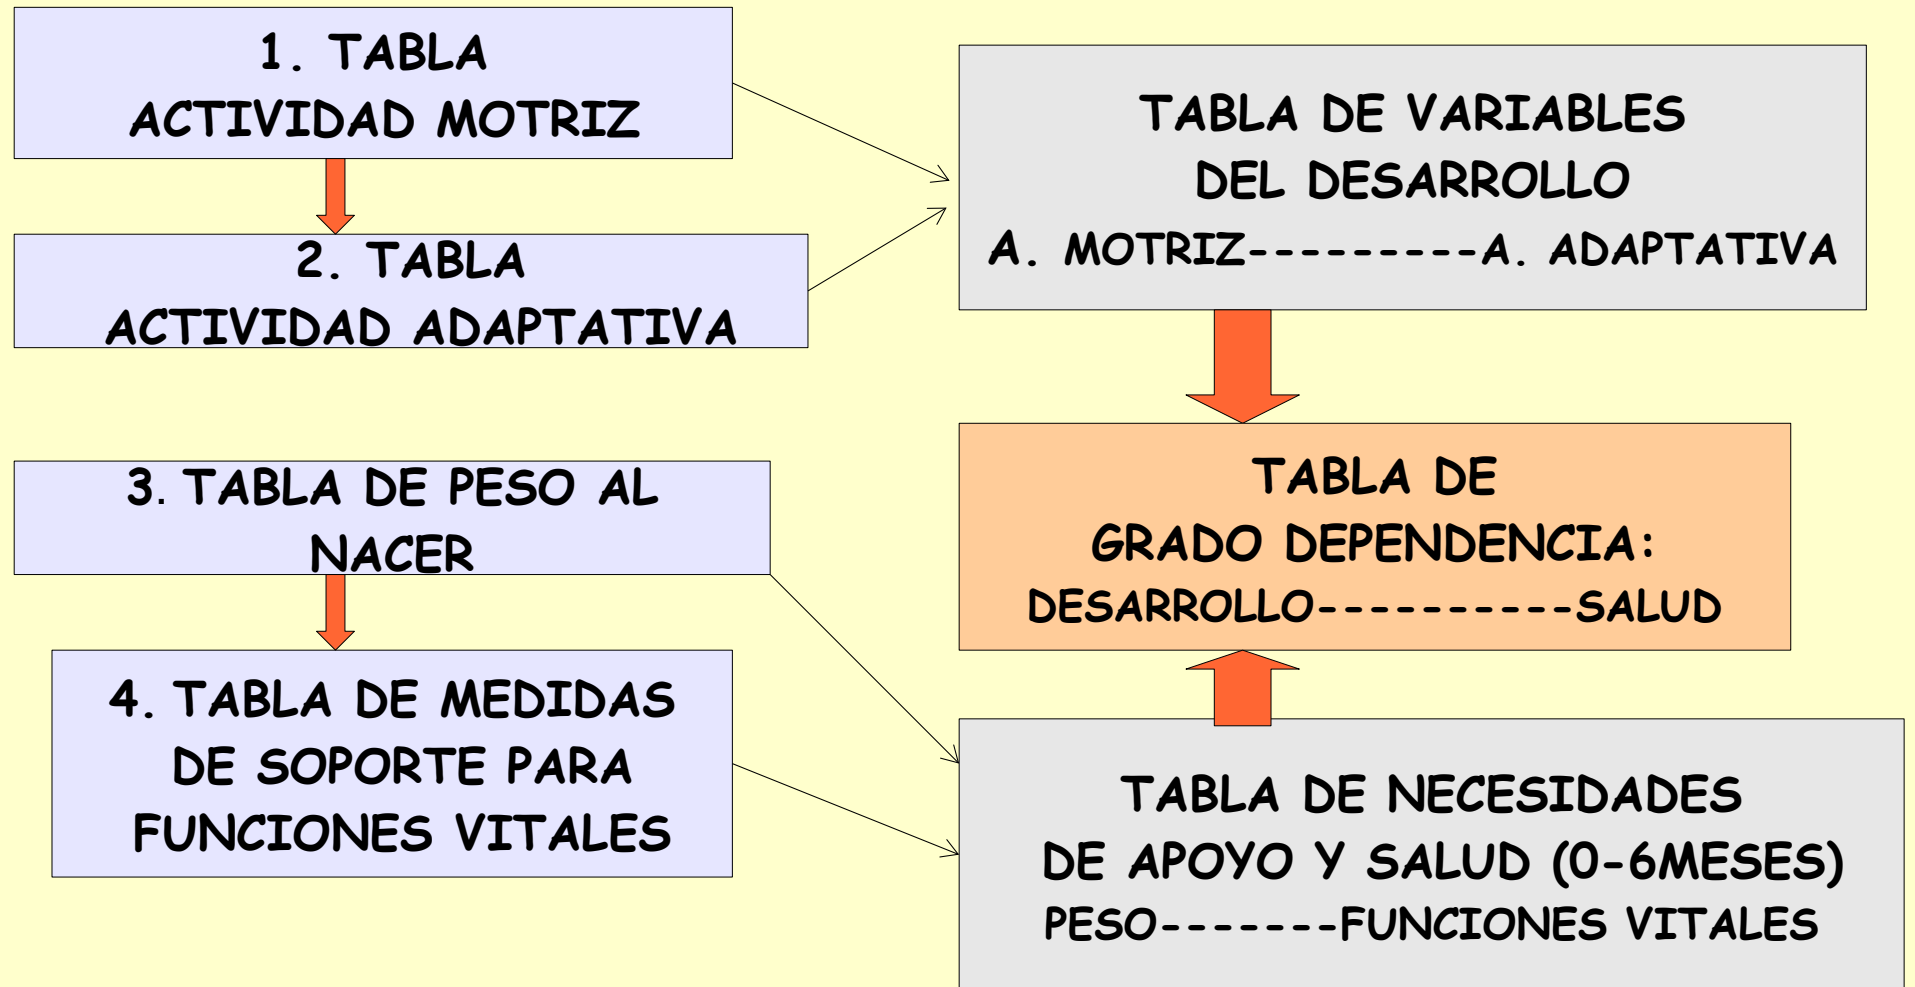 1. TABLA
ACTIVIDAD MOTRIZ
2. TABLA
ACTIVIDAD ADAPTATIVA
3. TABLA DE PESO AL
NACER
4. TABLA DE MEDIDAS
DE SOPORTE PARA
FUNCIONES VITALES
TABLA DE VARIABLES
DEL DESARROLLO
A. MOTRIZ---------A. ADAPTATIVA
TABLA DE
GRADO DEPENDENCIA:
DESARROLLO----------SALUD
TABLA DE NECESIDADES
DE APOYO Y SALUD (0-6MESES)
PESO-------FUNCIONES VITALES